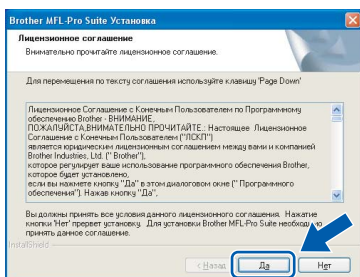 Brother MFL-Pro Suite Установка
Лицензионное соглашение
Внимательно прочитайте лицензионное соглашение.
Для перемещения по тексту соглашения используйте клавишу 'Page Down'
Лицензионное Соглашение с Конечным Пользователем по Программному
обеспечению Brother - ВНИМАНИЕ,
ПОЖАЛУЙСТА,ВНИМАТЕЛЬНО ПРОЧИТАЙТЕ.: Настоящее Лицензионное
Соглашение с Конечным Пользователем ("ЛСКП")
является юридическим лицензионным соглашением между вами и компанией
Brother Industries, Ltd. (" Brother"),
которое регулирует ваше использование программного обеспечения Brother,
которое будет установлено,
если вы нажмете кнопку "Да" в этом диалоговом окне (" Программного
обеспечения"). Нажав кнопку "Да",
Вы должны принять все условия данного лицензионного соглашения. Нажатие
кнопки 'Нет' прервет установку. Для установки Brother MFL-Pro Suite необходимо
принять данное соглашение.
InstallShield
< Назад
Да
Нет